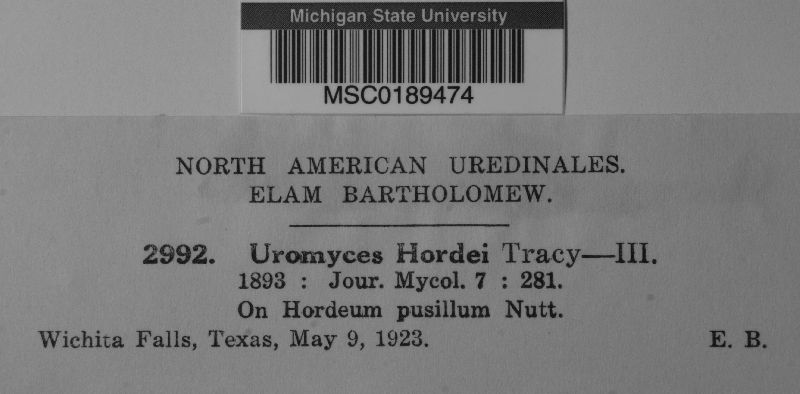 Michigan State University
MSC0189474
NORTH AMERICAN UREDINALES.
ELAM BARTHOLOMEW.
2992. Uromyces Hordei Tracy—III.
1893 : Jour. Mycol. 7 : 281.
On Hordeum pusillum Nutt.
Wichita Falls, Texas, May 9, 1923. E. B.